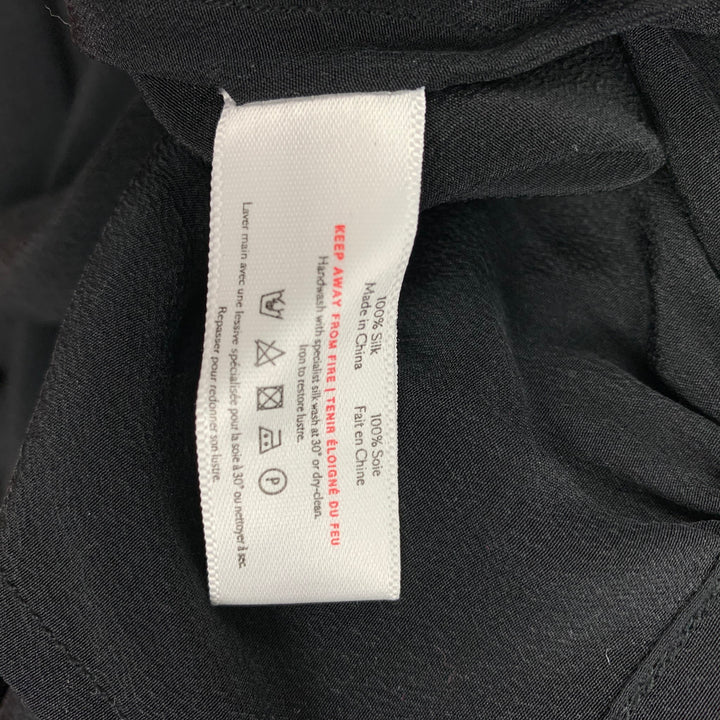 100% Silk 100% Soie
Made in China Fait en Chine
KEEP AWAY FROM FIRE | TENIR ÉLOIGNÉ DU FEU
Handwash with specialist silk wash at 30° or dry-clean.
Iron to restore lustre.
P
Laver main avec une lessive spécialisée pour la soie à 30° ou nettoyer à sec.
Repasser pour redonner son lustre.